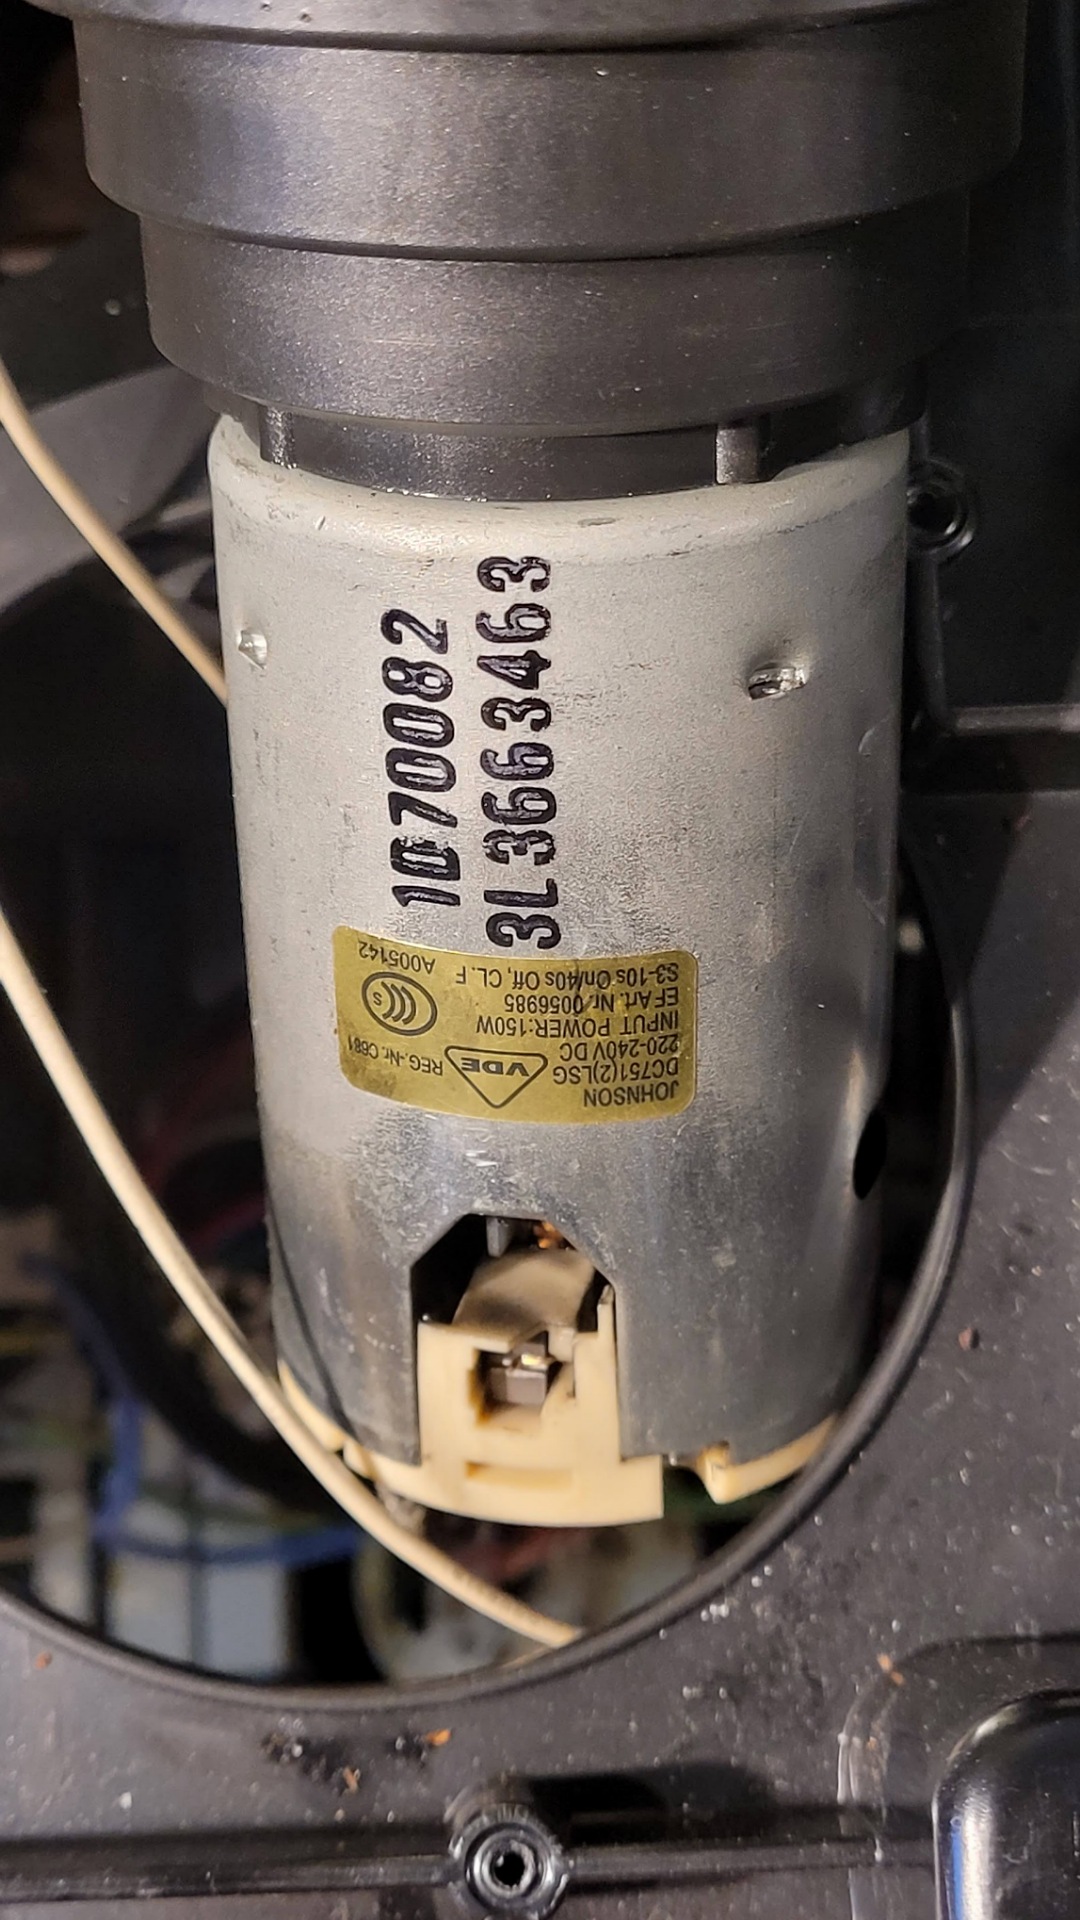 1D70082
3L3663463
JOHNSON
DC751(2)LSG
220-240V DC
INPUT POWER:150W
EF Art. Nr. 0056985
S3-10s On/40s Off, CL. F
VDE
REG.-Nr. C681
S
A005142